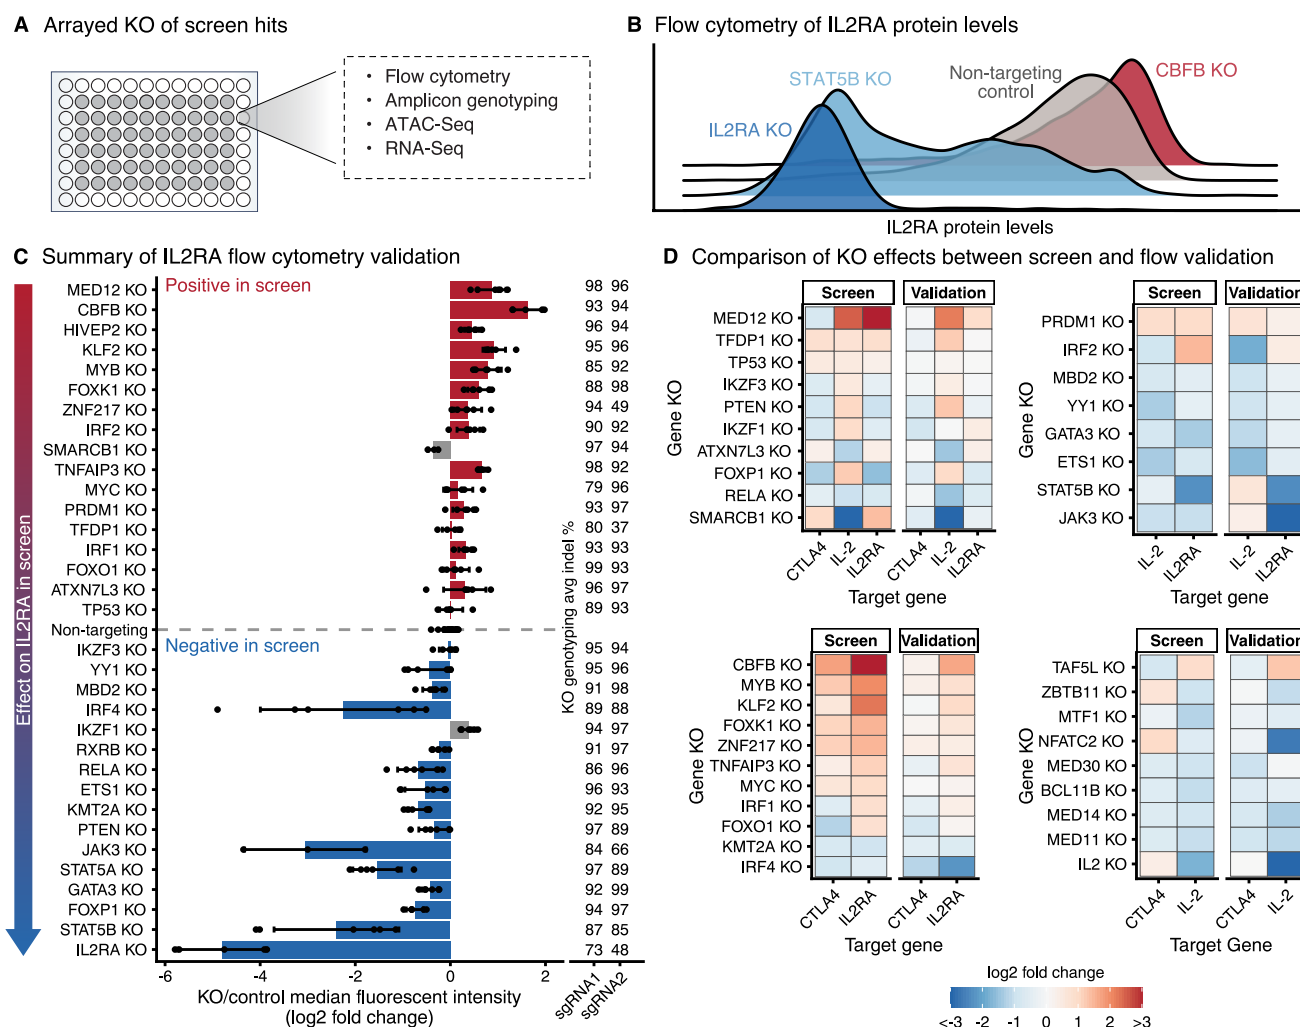 A Arrayed KO of screen hits
• Flow cytometry
• Amplicon genotyping
• ATAC-Seq
• RNA-Seq
B Flow cytometry of IL2RA protein levels
STAT5B KO
Non-targeting
control
CBFB KO
IL2RA KO
IL2RA protein levels
C Summary of IL2RA flow cytometry validation
Effect on IL2RA in screen
Positive in screen
MED12 KO 98 96
CBFB KO 93 94
HIVEP2 KO 96 94
KLF2 KO 95 96
MYB KO 85 92
FOXK1 KO 88 98
ZNF217 KO 94 49
IRF2 KO 90 92
SMARCB1 KO 97 94
TNFAIP3 KO 98 92
MYC KO 79 96
PRDM1 KO 93 97
TFDP1 KO 80 37
IRF1 KO 93 93
FOXO1 KO 99 93
ATXN7L3 KO 96 97
TP53 KO 89 93
Non-targeting
Negative in screen
IKZF3 KO 95 94
YY1 KO 95 96
MBD2 KO 91 98
IRF4 KO 89 88
IKZF1 KO 94 97
RXRB KO 91 97
RELA KO 86 96
ETS1 KO 96 93
KMT2A KO 92 95
PTEN KO 97 89
JAK3 KO 84 66
STAT5A KO 97 89
GATA3 KO 92 99
FOXP1 KO 94 97
STAT5B KO 87 85
IL2RA KO 73 48
KO genotyping avg indel %
-6 -4 -2 0 2
sgRNA1 sgRNA2
KO/control median fluorescent intensity
(log2 fold change)
D Comparison of KO effects between screen and flow validation
Screen Validation
Gene KO
MED12 KO
TFDP1 KO
TP53 KO
IKZF3 KO
PTEN KO
IKZF1 KO
ATXN7L3 KO
FOXP1 KO
RELA KO
SMARCB1 KO
CTLA4 IL-2 IL2RA CTLA4 IL-2 IL2RA
Target gene
Screen Validation
Gene KO
PRDM1 KO
IRF2 KO
MBD2 KO
YY1 KO
GATA3 KO
ETS1 KO
STAT5B KO
JAK3 KO
IL-2 IL2RA IL-2 IL2RA
Target gene
Screen Validation
Gene KO
CBFB KO
MYB KO
KLF2 KO
FOXK1 KO
ZNF217 KO
TNFAIP3 KO
MYC KO
IRF1 KO
FOXO1 KO
KMT2A KO
IRF4 KO
CTLA4 IL2RA CTLA4 IL2RA
Target gene
Screen Validation
Gene KO
TAF5L KO
ZBTB11 KO
MTF1 KO
NFATC2 KO
MED30 KO
BCL11B KO
MED14 KO
MED11 KO
IL2 KO
CTLA4 IL-2 CTLA4 IL-2
Target Gene
log2 fold change
<-3 -2 -1 0 1 2 >3